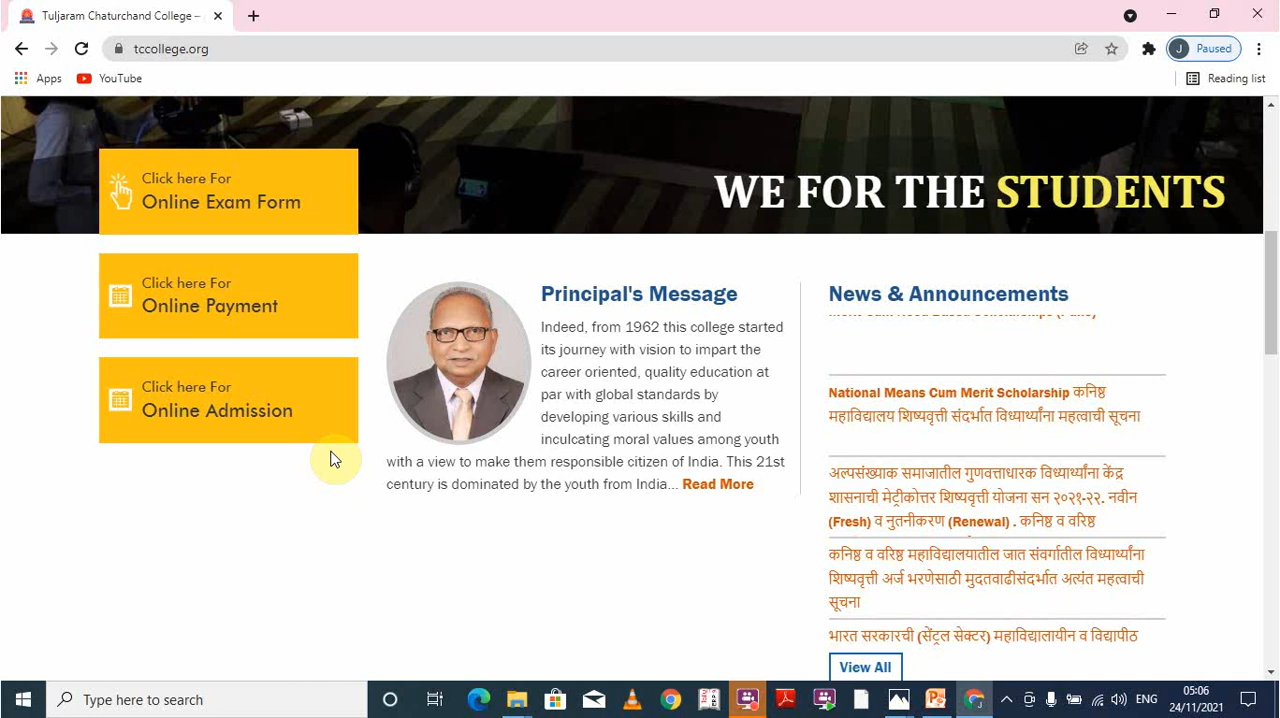 Tuljaram Chaturchand College –
tccollege.org
J Paused
Apps YouTube
Reading list
Click here For
Online Exam Form
WE FOR THE STUDENTS
Click here For
Online Payment
Click here For
Online Admission
Principal's Message
Indeed, from 1962 this college started
its journey with vision to impart the
career oriented, quality education at
par with global standards by
developing various skills and
inculcating moral values among youth
with a view to make them responsible citizen of India. This 21st
century is dominated by the youth from India... Read More
News & Announcements
National Means Cum Merit Scholarship कनिष्ठ
महाविद्यालय शिष्यवृत्ती संदर्भात विध्यार्थ्यांना महत्वाची सूचना
अल्पसंख्याक समाजातील गुणवत्ताधारक विध्यार्थ्यांना केंद्र
शासनाची मेट्रीकोत्तर शिष्यवृत्ती योजना सन २०२१-२२. नवीन
(Fresh) व नुतनीकरण (Renewal) . कनिष्ठ व वरिष्ठ
कनिष्ठ व वरिष्ठ महाविद्यालयातील जात संवर्गातील विध्यार्थ्यांना
शिष्यवृत्ती अर्ज भरणेसाठी मुदतवाढीसंदर्भात अत्यंत महत्वाची
सूचना
भारत सरकारची (सेंट्रल सेक्टर) महाविद्यालायीन व विद्यापीठ
View All
Type here to search
ENG
05:06
24/11/2021